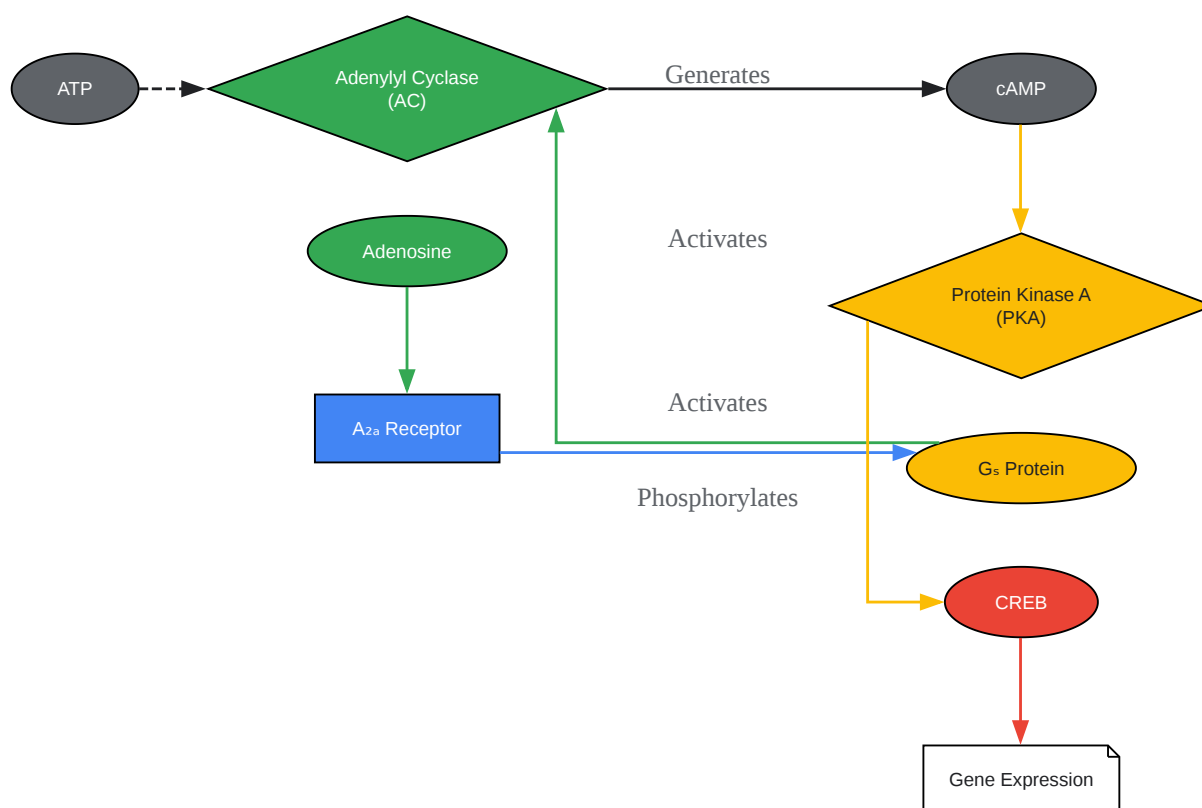 ATP
Adenylyl Cyclase
(AC)
Generates
cAMP
Adenosine
Activates
Protein Kinase A
(PKA)
Activates
A₂ₐ Receptor
Gₛ Protein
Phosphorylates
CREB
Gene Expression